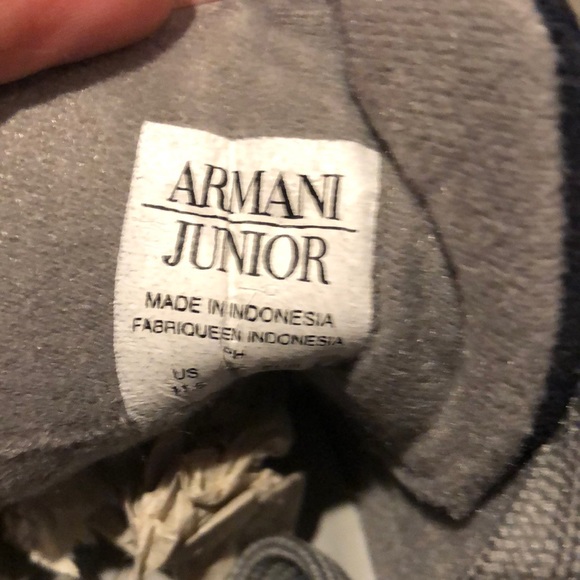 ARMANI
JUNIOR
MADE IN INDONESIA
FABRIQUEEN INDONESIA
US